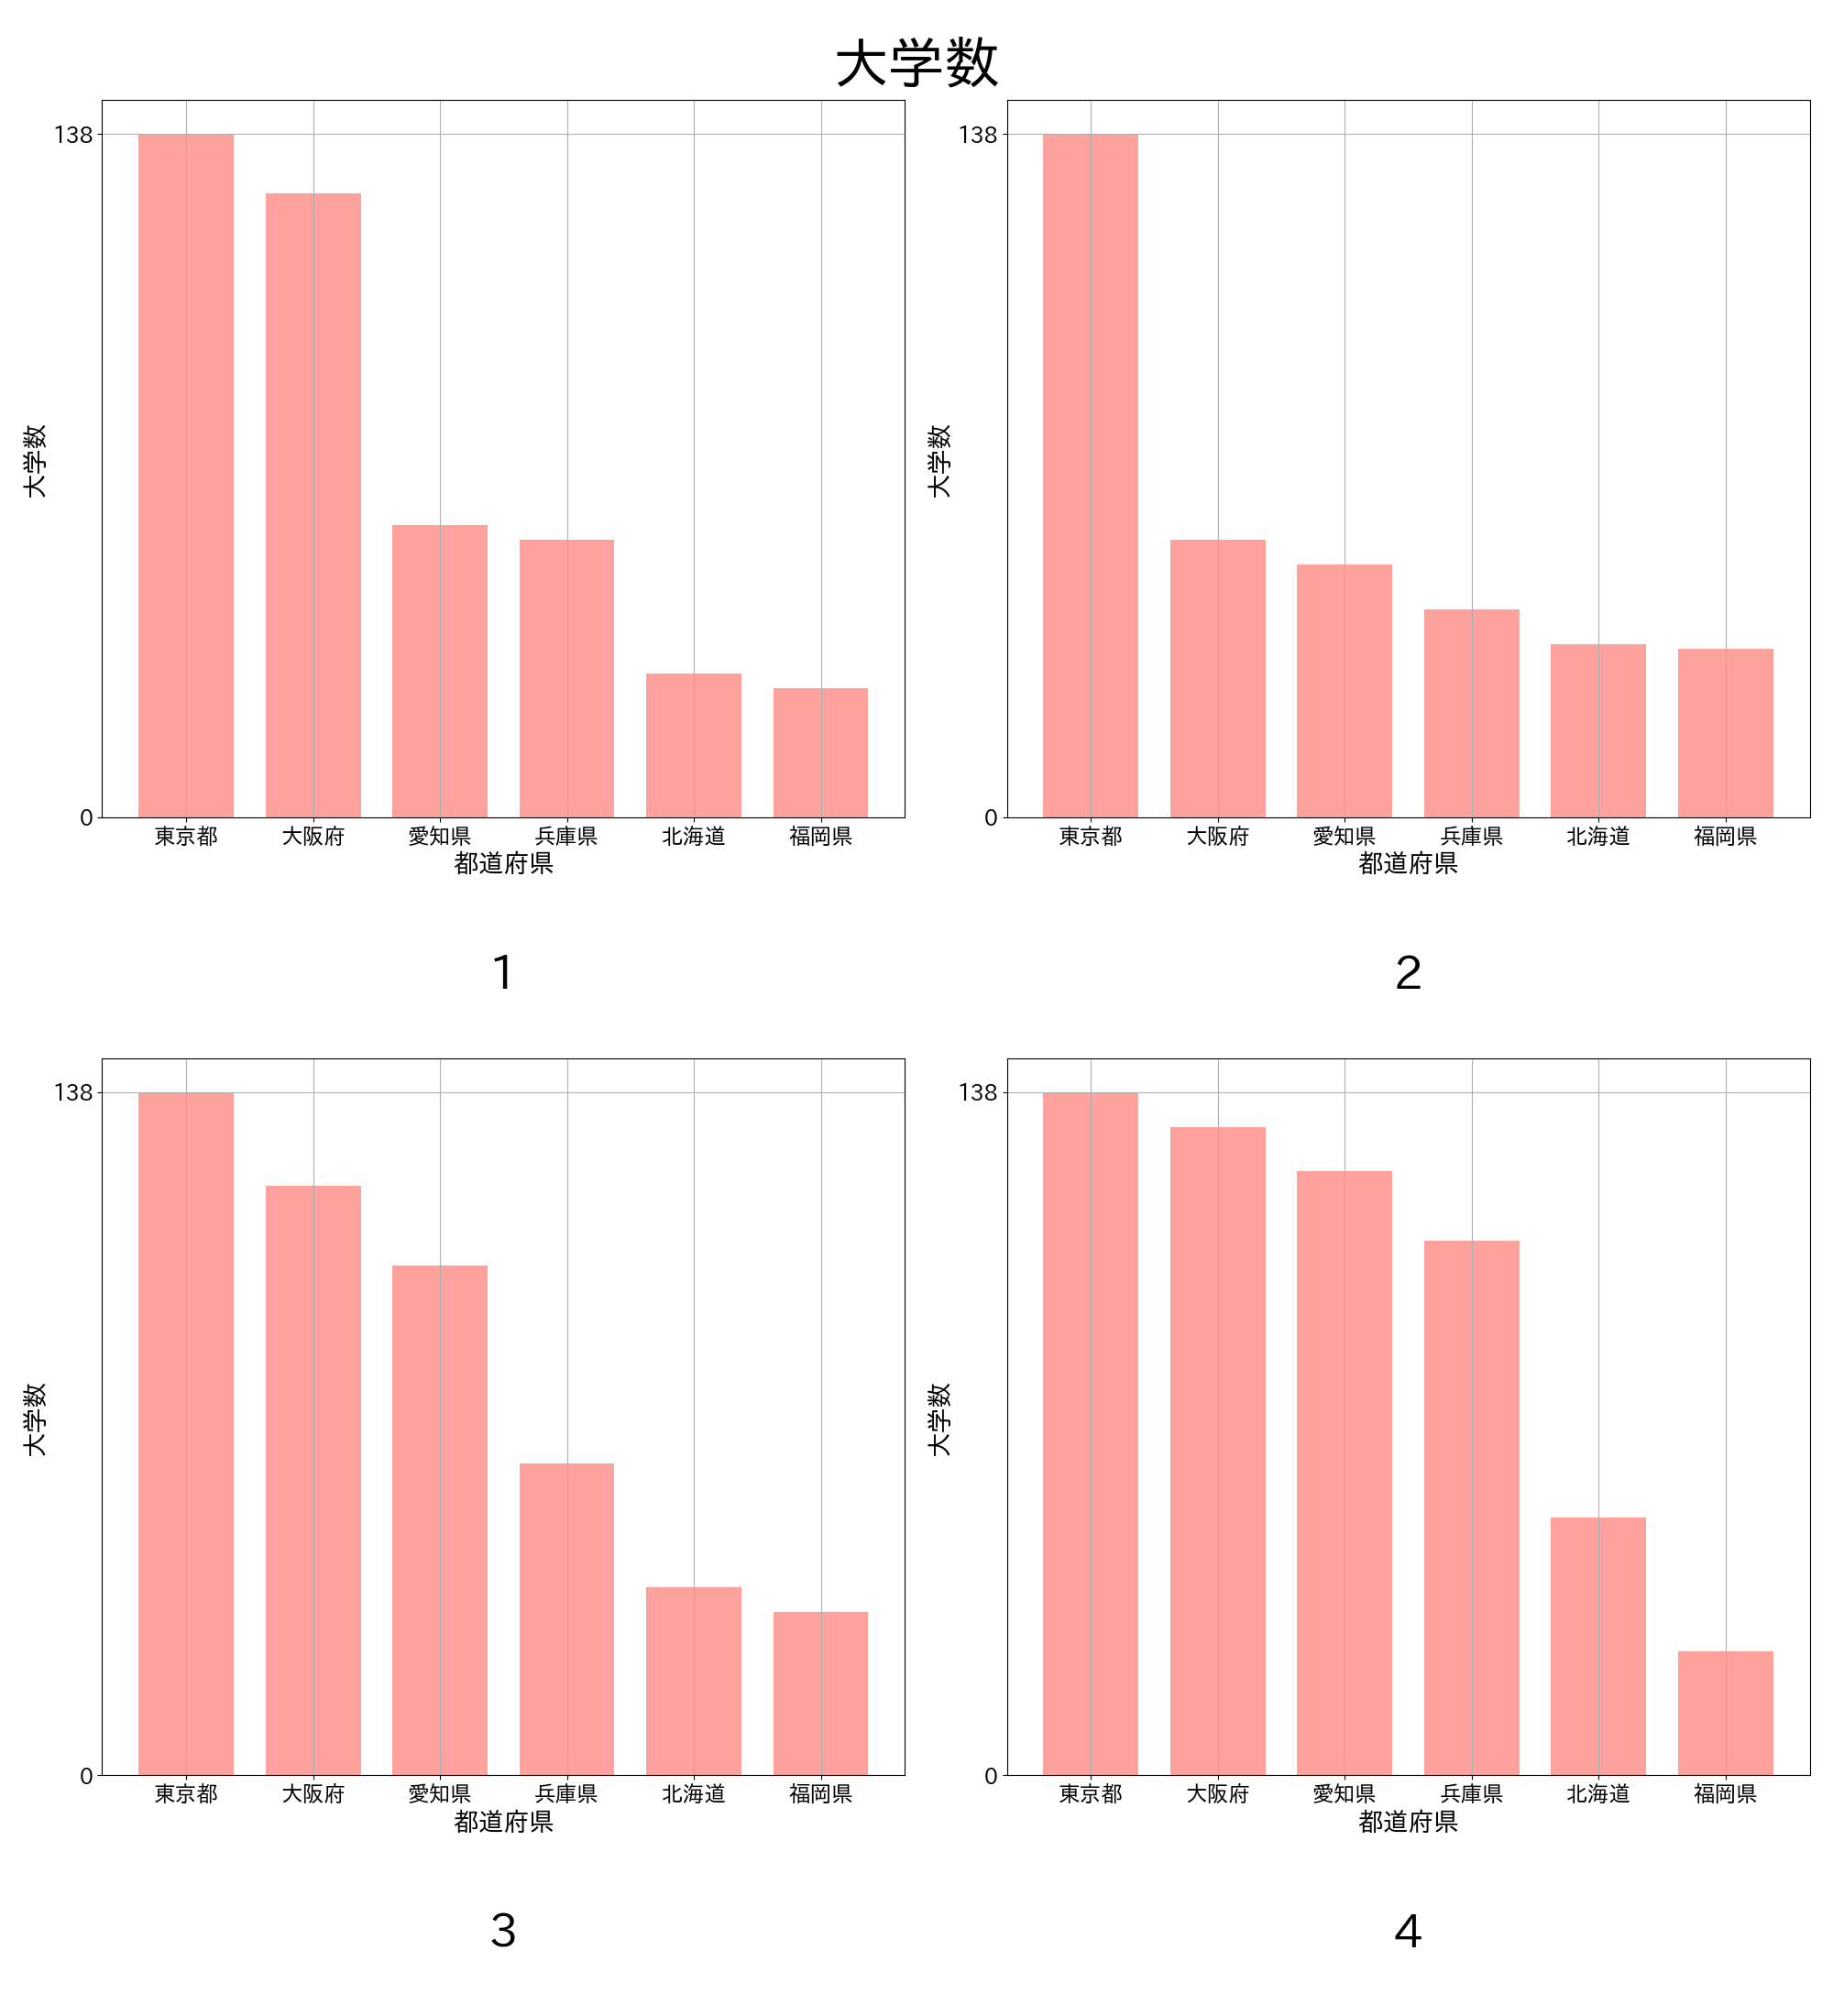 大学数
138
0
大学数
東京都 大阪府 愛知県 兵庫県 北海道 福岡県
都道府県
1
138
0
大学数
東京都 大阪府 愛知県 兵庫県 北海道 福岡県
都道府県
2
138
0
大学数
東京都 大阪府 愛知県 兵庫県 北海道 福岡県
都道府県
3
138
0
大学数
東京都 大阪府 愛知県 兵庫県 北海道 福岡県
都道府県
4